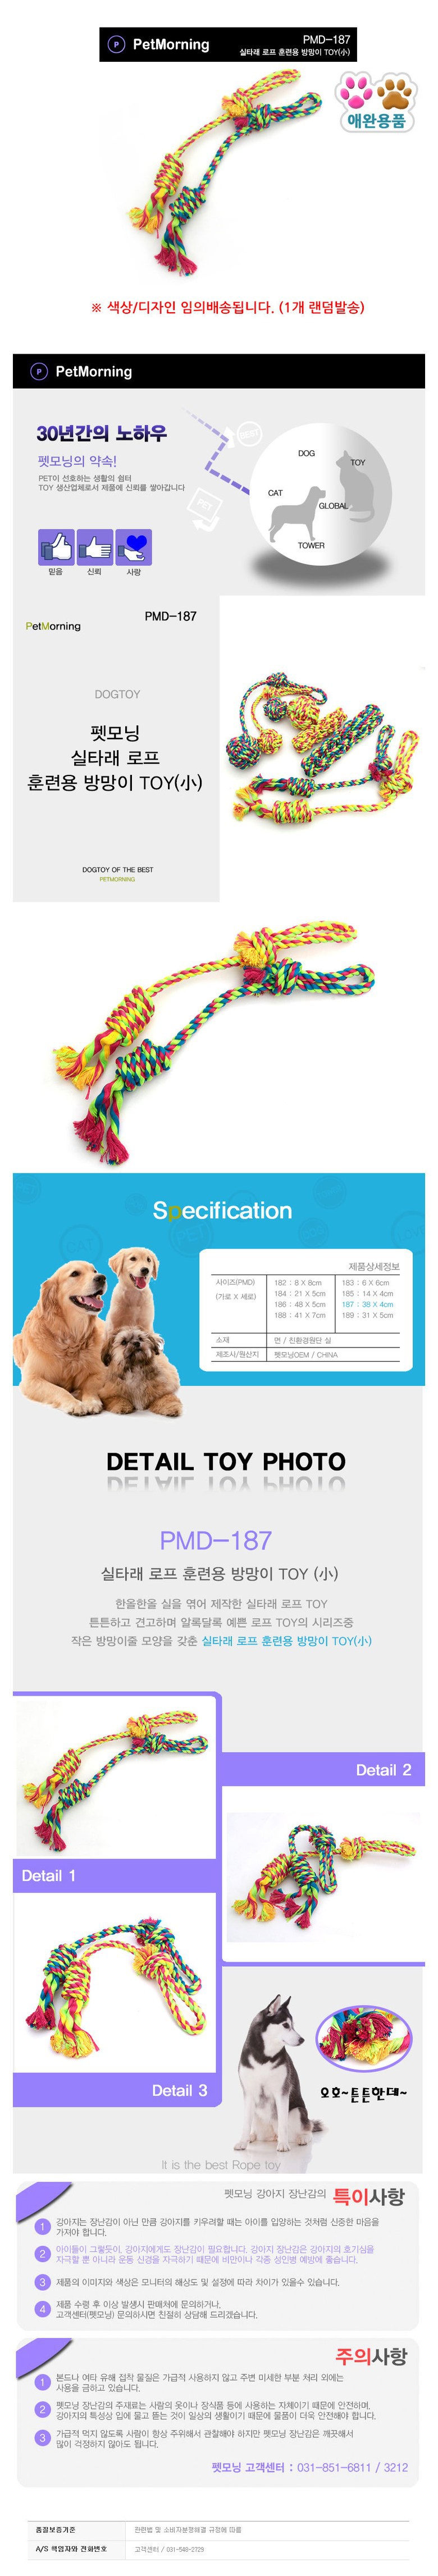 P PetMorning
PMD-187
실타래 로프 훈련용 방망이 TOY(小)
애완용품
※ 색상/디자인 임의배송됩니다. (1개 랜덤발송)
P PetMorning
30년간의 노하우
펫모닝의 약속!
PET이 선호하는 생활의 쉼터
TOY 생산업체로서 제품에 신뢰를 쌓아갑니다
BEST
PET
DOG
TOY
CAT
GLOBAL
TOWER
믿음 신뢰 사랑
PMD-187
PetMorning
DOGTOY
펫모닝
실타래 로프
훈련용 방망이 TOY(小)
DOGTOY OF THE BEST
PETMORNING
Specification
제품상세정보
사이즈(PMD)
(가로 X 세로)
182 : 8 X 8cm
184 : 21 X 5cm
186 : 48 X 5cm
188 : 41 X 7cm
183 : 6 X 6cm
185 : 14 X 4cm
187 : 38 X 4cm
189 : 31 X 5cm
소재 면 / 친환경원단 실
제조사/원산지 펫모닝OEM / CHINA
DETAIL TOY PHOTO
PMD-187
실타래 로프 훈련용 방망이 TOY (小)
한올한올 실을 엮어 제작한 실타래 로프 TOY
튼튼하고 견고하며 알록달록 예쁜 로프 TOY의 시리즈중
작은 방망이줄 모양을 갖춘 실타래 로프 훈련용 방망이 TOY(小)
Detail 2
Detail 1
Detail 3
오호~튼튼한데~
It is the best Rope toy
펫모닝 강아지 장난감의 특이사항
1 강아지는 장난감이 아닌 만큼 강아지를 키우려할 때는 아이를 입양하는 것처럼 신중한 마음을
가져야 합니다.
2 아이들이 그렇듯이, 강아지에게도 장난감이 필요합니다. 강아지 장난감은 강아지의 호기심을
자극할 뿐 아니라 운동 신경을 자극하기 때문에 비만이나 각종 성인병 예방에 좋습니다.
3 제품의 이미지와 색상은 모니터의 해상도 및 설정에 따라 차이가 있을수 있습니다.
4 제품 수령 후 이상 발생시 판매처에 문의하거나,
고객센터(펫모닝) 문의하시면 친절히 상담해 드리겠습니다.
주의사항
1 본드나 여타 유해 접착 물질은 가급적 사용하지 않고 주변 미세한 부분 처리 외에는
사용을 금하고 있습니다.
2 펫모닝 장난감의 주재료는 사람의 옷이나 장식품 등에 사용하는 자체이기 때문에 안전하며,
강아지의 특성상 입에 물고 뜯는 것이 일상의 생활이기 때문에 물품이 더욱 안전해야 합니다.
3 가급적 먹지 않도록 사람이 항상 주위해서 관찰해야 하지만 펫모닝 장난감은 깨끗해서
많이 걱정하지 않아도 됩니다.
펫모닝 고객센터 : 031-851-6811 / 3212
품질보증기준 관련법 및 소비자분쟁해결 규정에 따름
A/S 책임자와 전화번호 고객센터 / 031-548-2729